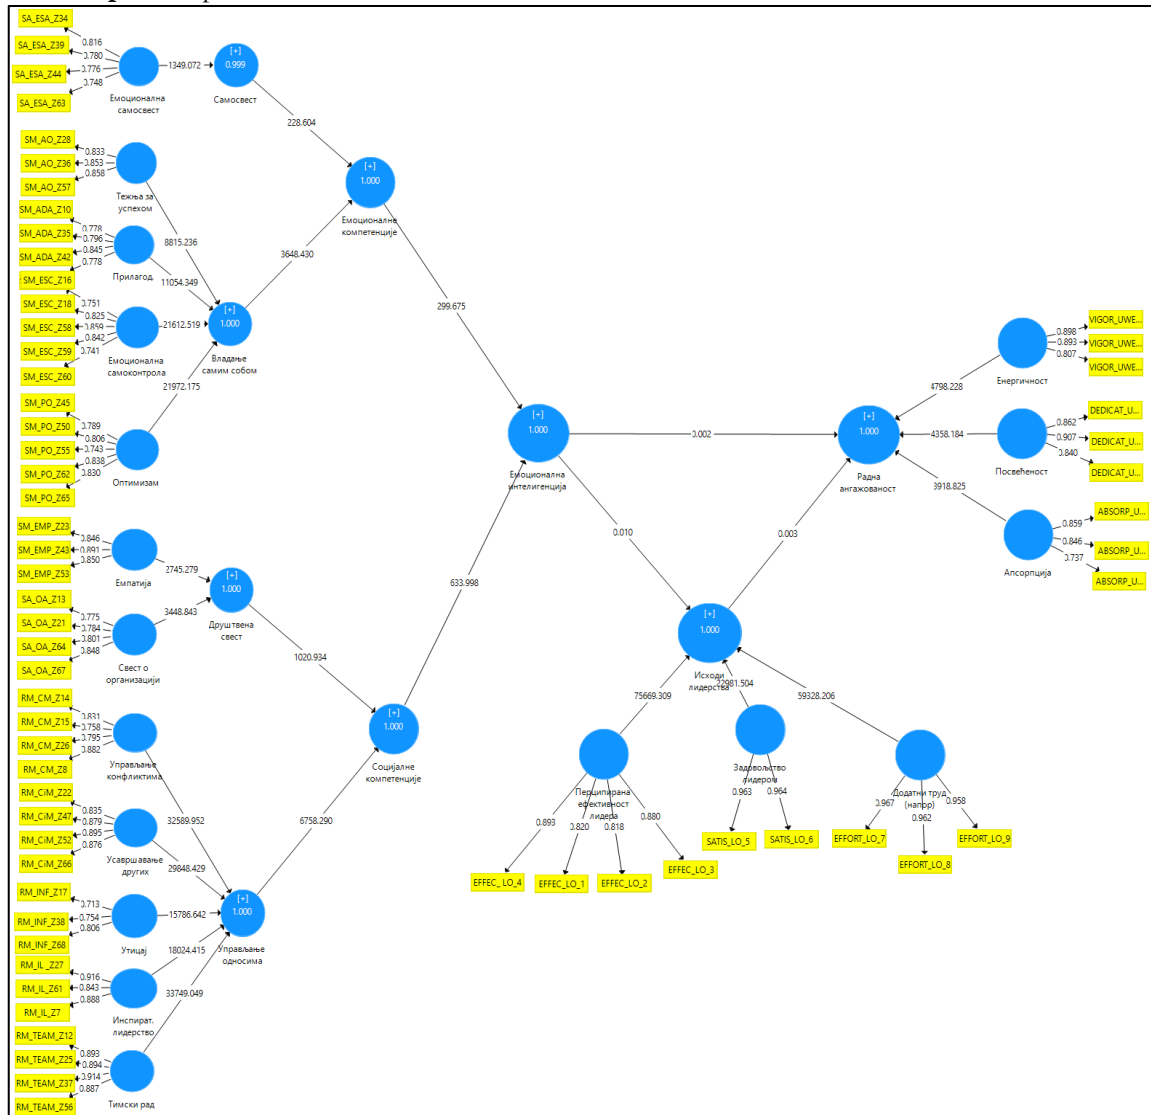 SA_ESA_Z34
SA_ESA_Z39
SA_ESA_Z44
SA_ESA_Z63
0.816
0.780
0.776
0.748
Емоционална
самосвест
1349.072
[+]
0.999
Самосвест
228.604
SM_AO_Z28
SM_AO_Z36
SM_AO_Z57
0.833
0.853
0.858
Тежња за
успехом
8815.236
SM_ADA_Z10
SM_ADA_Z35
SM_ADA_Z42
SM_ESC_Z16
0.778
0.796
0.845
0.778
Прилагод.
11054.349
SM_ESC_Z18
SM_ESC_Z58
SM_ESC_Z59
SM_ESC_Z60
0.751
0.825
0.859
0.842
0.741
Емоционална
самоконтрола
21612.519
[+]
1.000
Владање
самим собом
3648.430
SM_PO_Z45
SM_PO_Z50
SM_PO_Z55
SM_PO_Z62
SM_PO_Z65
0.789
0.806
0.743
0.838
0.830
Оптимизам
21972.175
[+]
1.000
Емоционалне
компетенције
299.675
SM_EMP_Z23
SM_EMP_Z43
SM_EMP_Z53
0.846
0.891
0.850
Емпатија
2745.279
SA_OA_Z13
SA_OA_Z21
SA_OA_Z64
SA_OA_Z67
0.775
0.784
0.801
0.848
Свест о
организацији
3448.843
[+]
1.000
Друштвена
свест
1020.934
RM_CM_Z14
RM_CM_Z15
RM_CM_Z26
RM_CM_Z8
0.831
0.758
0.795
0.882
Управљање
конфликтима
32589.952
RM_CiM_Z22
RM_CiM_Z47
RM_CiM_Z52
RM_CiM_Z66
0.835
0.879
0.895
0.876
Усавршавање
других
29848.429
RM_INF_Z17
RM_INF_Z38
RM_INF_Z68
0.713
0.754
0.806
Утицај
15786.642
RM_IL _Z27
RM_IL_Z61
RM_IL_Z7
0.916
0.843
0.888
Инспират.
лидерство
18024.415
RM_TEAM_Z12
RM_TEAM_Z25
RM_TEAM_Z37
RM_TEAM_Z56
0.893
0.894
0.914
0.887
Тимски рад
33749.049
[+]
1.000
Управљање
односима
6758.290
[+]
1.000
Социјалне
компетенције
633.998
[+]
1.000
Емоционална
интелигенција
0.002
0.010
[+]
1.000
Радна
ангажованост
0.003
Енергичност
4798.228
0.898
0.893
0.807
VIGOR_UWE...
VIGOR_UWE...
VIGOR_UWE...
Посвећеност
4358.184
0.862
0.907
0.840
DEDICAT_U...
DEDICAT_U...
DEDICAT_U...
Апсорпција
3918.825
0.859
0.846
0.737
ABSORP_U...
ABSORP_U...
ABSORP_U...
[+]
1.000
Исходи
лидерства
75669.309
22981.504
59328.206
Перципирана
ефективност
лидера
0.893
0.820
0.818
0.880
EFFEC_ LO_4
EFFEC_LO_1
EFFEC_LO_2
EFFEC_LO_3
Задовољство
лидером
0.963
0.964
SATIS_LO_5
SATIS_LO_6
Додатни труд
(напор)
0.967
0.962
0.958
EFFORT_LO_7
EFFORT_LO_8
EFFORT_LO_9